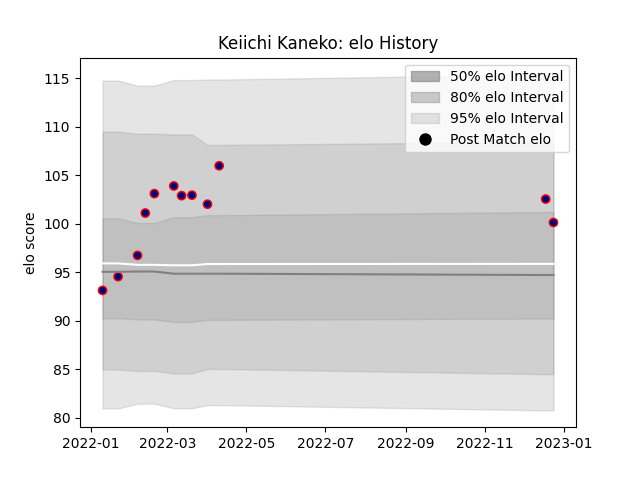 Keiichi Kaneko: elo History
50% elo Interval
80% elo Interval
95% elo Interval
Post Match elo
elo score
115
110
105
100
95
90
85
80
2022-01
2022-03
2022-05
2022-07
2022-09
2022-11
2023-01